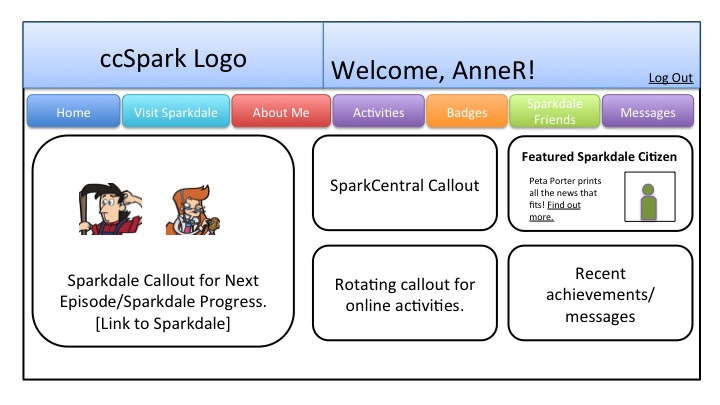 ccSpark Logo
Welcome, AnneR!
Log Out
Home
Visit Sparkdale
About Me
Activities
Badges
Sparkdale
Friends
Messages
Sparkdale Callout for Next
Episode/Sparkdale Progress.
[Link to Sparkdale]
SparkCentral Callout
Featured Sparkdale Citizen
Peta Porter prints
all the news that
fits! Find out
more.
Rotating callout for
online activities.
Recent
achievements/
messages